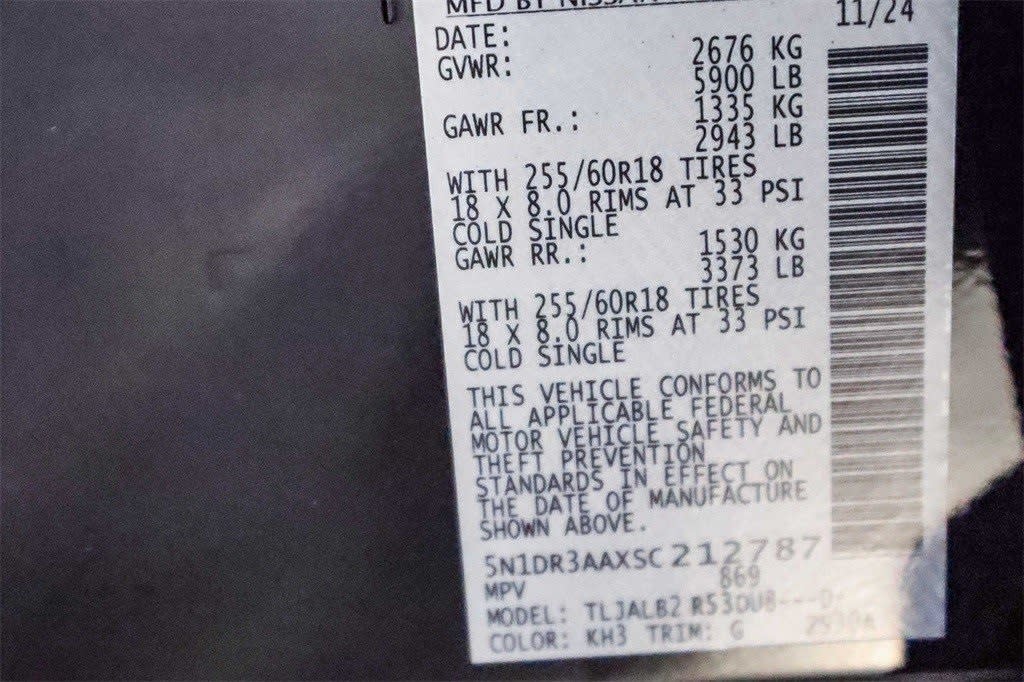 MFD BY NISSAN
DATE: 11/24
GVWR: 2676 KG
5900 LB
GAWR FR.: 1335 KG
2943 LB
WITH 255/60R18 TIRES
18 X 8.0 RIMS AT 33 PSI
COLD SINGLE
GAWR RR.: 1530 KG
3373 LB
WITH 255/60R18 TIRES
18 X 8.0 RIMS AT 33 PSI
COLD SINGLE
THIS VEHICLE CONFORMS TO
ALL APPLICABLE FEDERAL
MOTOR VEHICLE SAFETY AND
THEFT PREVENTION
STANDARDS IN EFFECT ON
THE DATE OF MANUFACTURE
SHOWN ABOVE.
5N1DR3AAXSC212787
MPV 869
MODEL: TLJALB2 R53DU8---D-
COLOR: KH3 TRIM: G